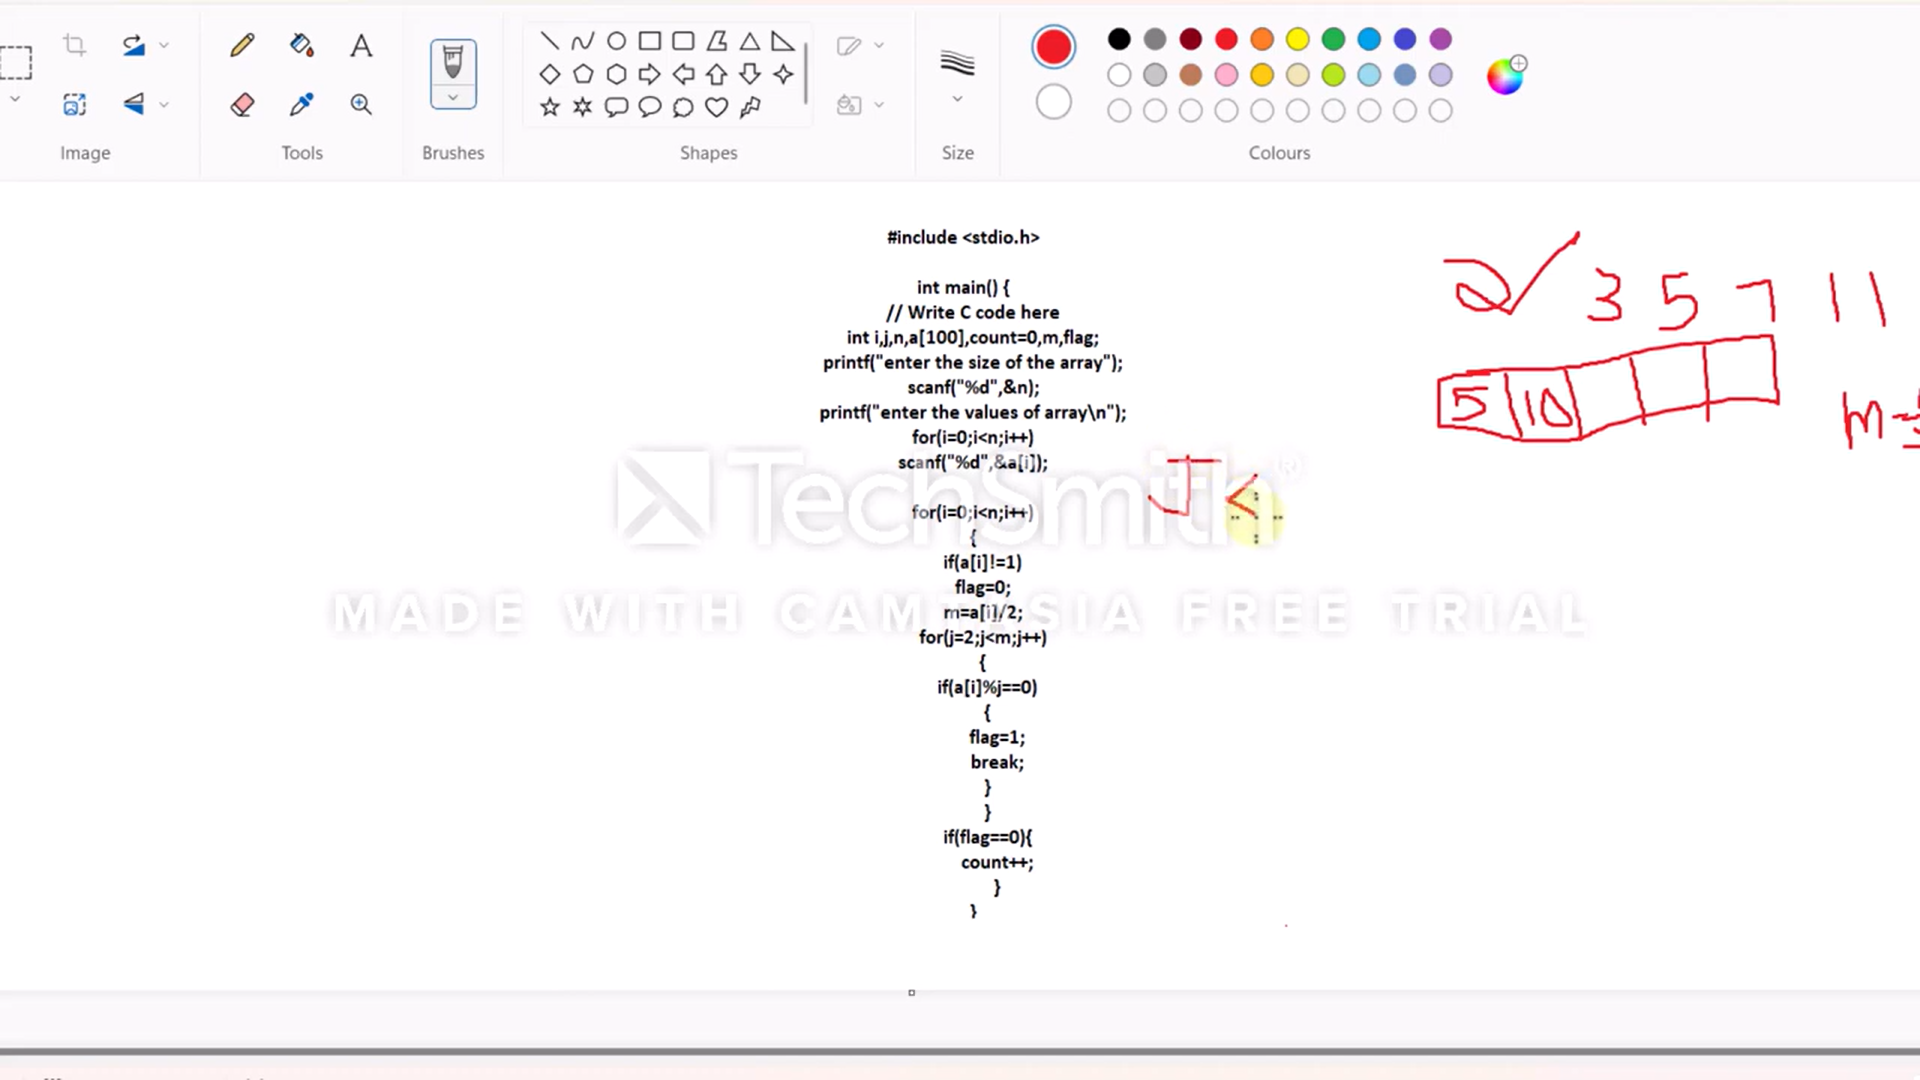 Image
Tools
Brushes
Shapes
Size
Colours
#include <stdio.h>
int main() {
// Write C code here
int i,j,n,a[100],count=0,m,flag;
printf("enter the size of the array");
scanf("%d",&n);
printf("enter the values of array\n");
for(i=0;i<n;i++)
scanf("%d",&a[i]);
for(i=0;i<n;i++)
{
if(a[i]!=1)
flag=0;
m=a[i]/2;
for(j=2;j<m;j++)
{
if(a[i]%j==0)
{
flag=1;
break;
}
}
if(flag==0){
count++;
}
}
2 3 5 7 11
5 10
m=
J <
TechSmith®
MADE WITH CAMTASIA FREE TRIAL